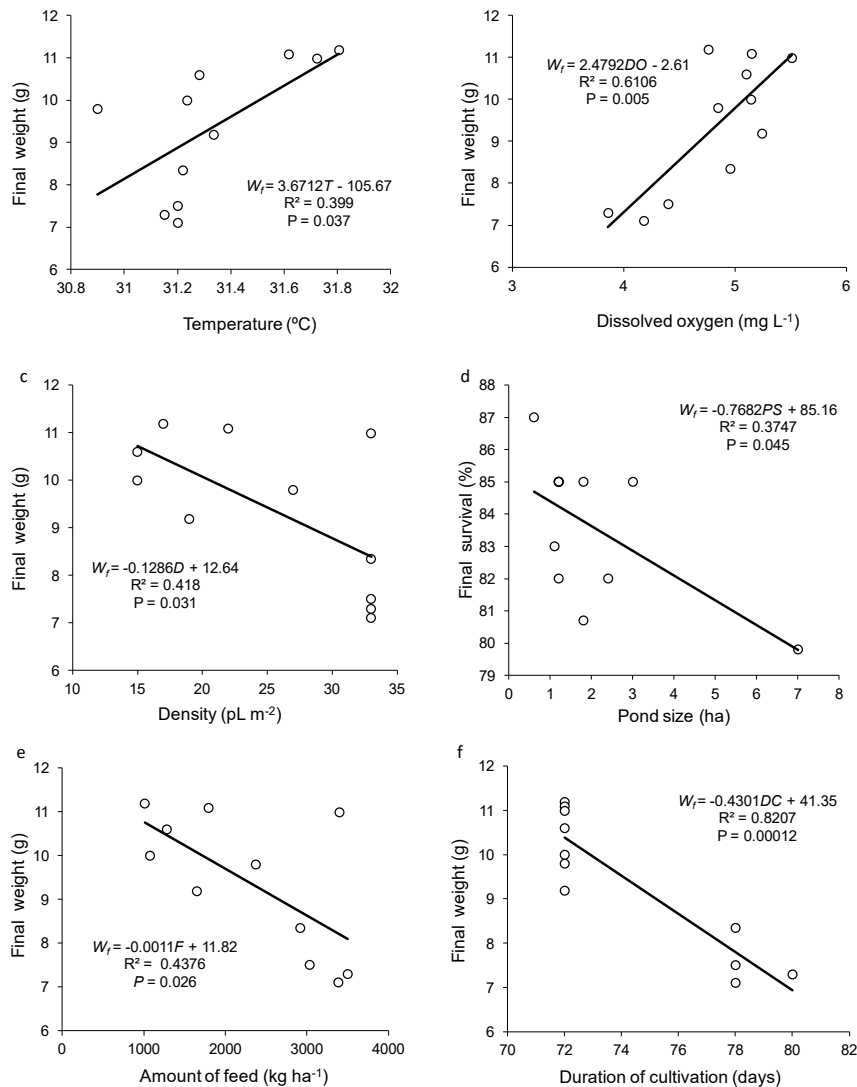 11
10
9
8
7
6
Final weight (g)
W_f = 3.6712T - 105.67
R² = 0.399
P = 0.037
30.8 31 31.2 31.4 31.6 31.8 32
Temperature (ºC)
11
10
9
8
7
6
12
Final weight (g)
W_f = 2.4792DO - 2.61
R² = 0.6106
P = 0.005
3 4 5 6
Dissolved oxygen (mg L⁻¹)
c
12
11
10
9
8
7
6
Final weight (g)
W_f = -0.1286D + 12.64
R² = 0.418
P = 0.031
10 15 20 25 30 35
Density (pL m⁻²)
d
88
87
86
85
84
83
82
81
80
79
Final survival (%)
W_f = -0.7682PS + 85.16
R² = 0.3747
P = 0.045
0 1 2 3 4 5 6 7 8
Pond size (ha)
e
12
11
10
9
8
7
6
Final weight (g)
W_f = -0.0011F + 11.82
R² = 0.4376
P = 0.026
0 1000 2000 3000 4000
Amount of feed (kg ha⁻¹)
f
12
11
10
9
8
7
6
Final weight (g)
W_f = -0.4301DC + 41.35
R² = 0.8207
P = 0.00012
70 72 74 76 78 80 82
Duration of cultivation (days)